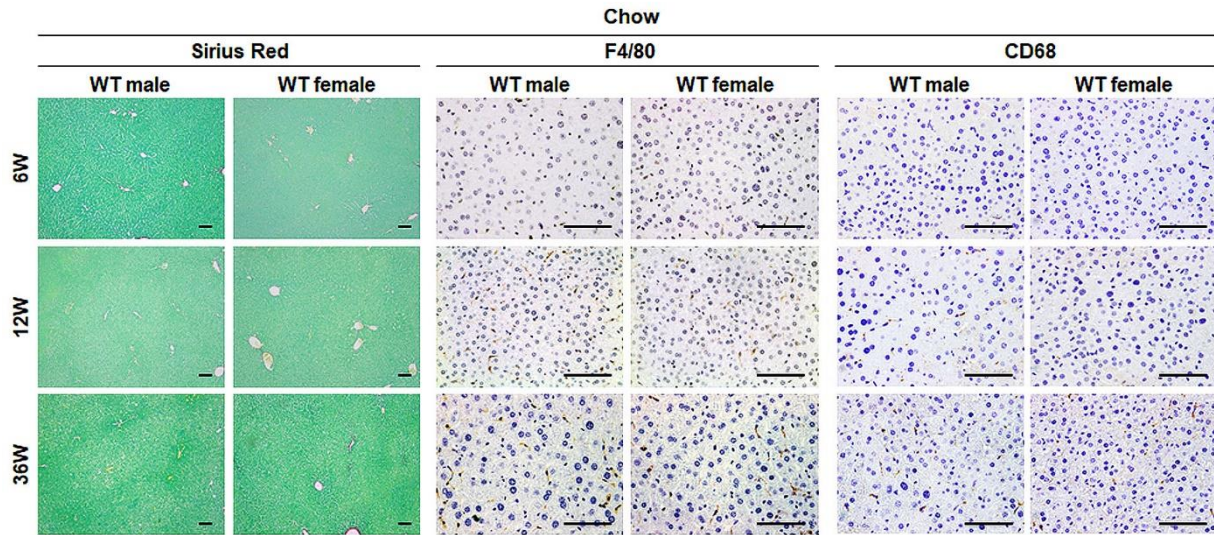 Chow
Sirius Red F4/80 CD68
WT male WT female WT male WT female WT male WT female
6W
12W
36W